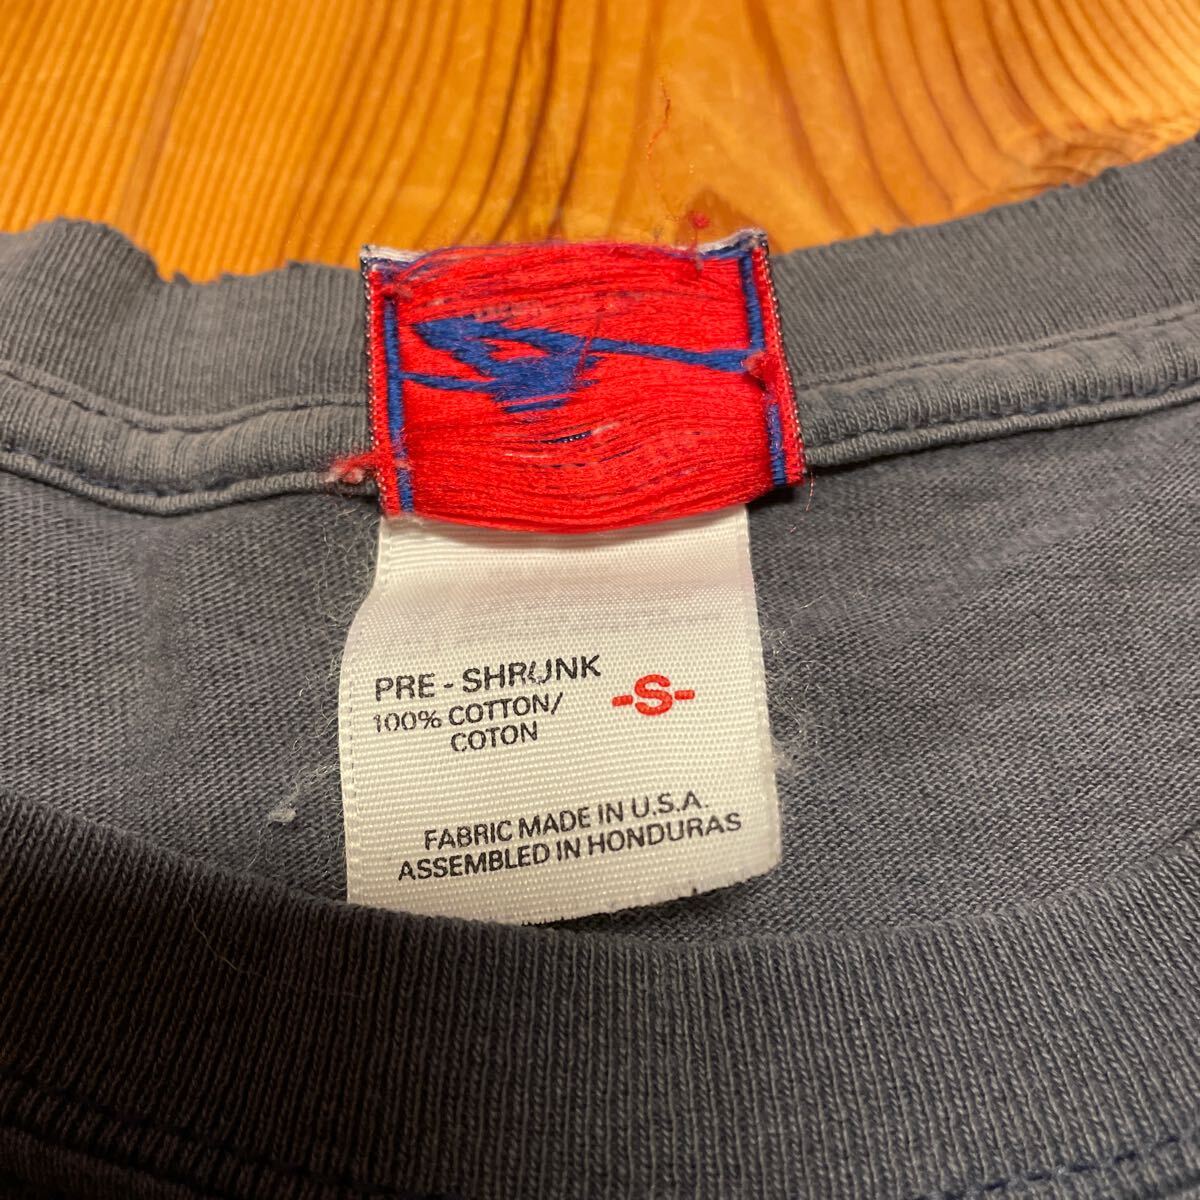 PRE - SHRUNK
100% COTTON/
COTON
-S-
FABRIC MADE IN U.S.A.
ASSEMBLED IN HONDURAS